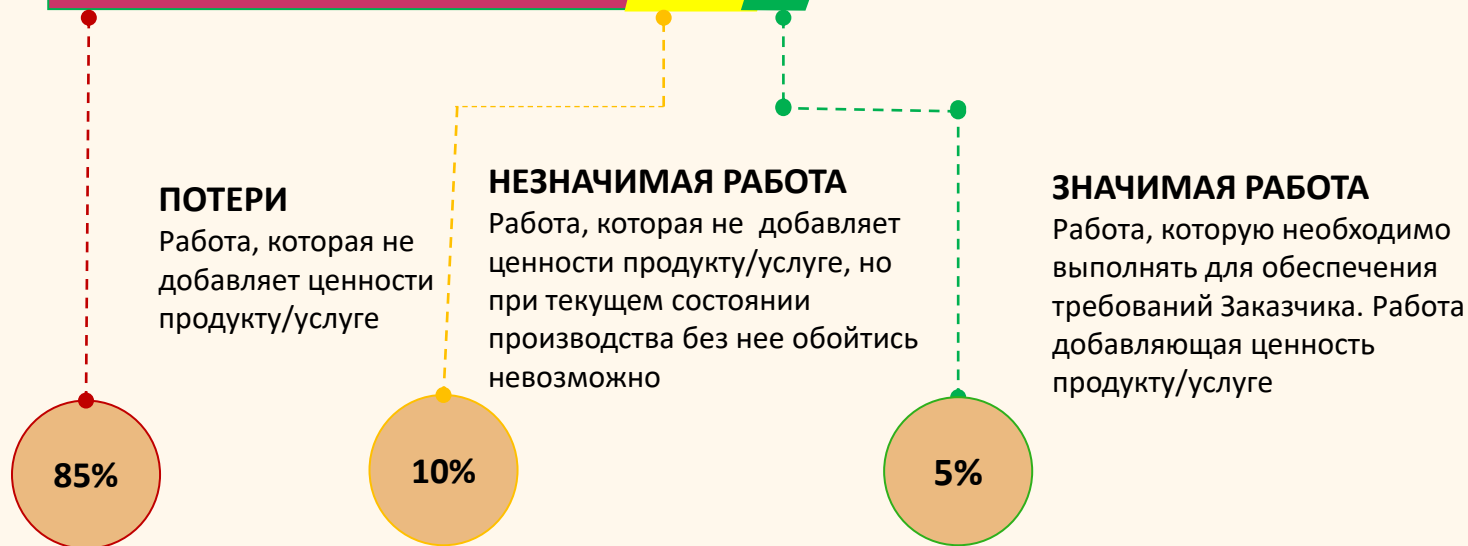 ПОТЕРИ
Работа, которая не
добавляет ценности
продукту/услуге
НЕЗНАЧИМАЯ РАБОТА
Работа, которая не добавляет
ценности продукту/услуге, но
при текущем состоянии
производства без нее обойтись
невозможно
ЗНАЧИМАЯ РАБОТА
Работа, которую необходимо
выполнять для обеспечения
требований Заказчика. Работа
добавляющая ценность
продукту/услуге
85%
10%
5%